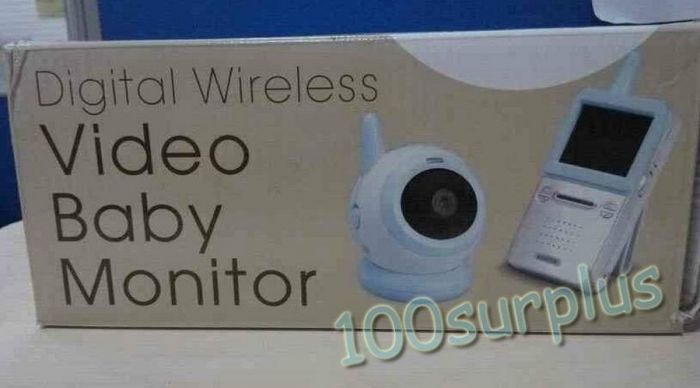 Digital Wireless
Video
Baby
Monitor
100surplus